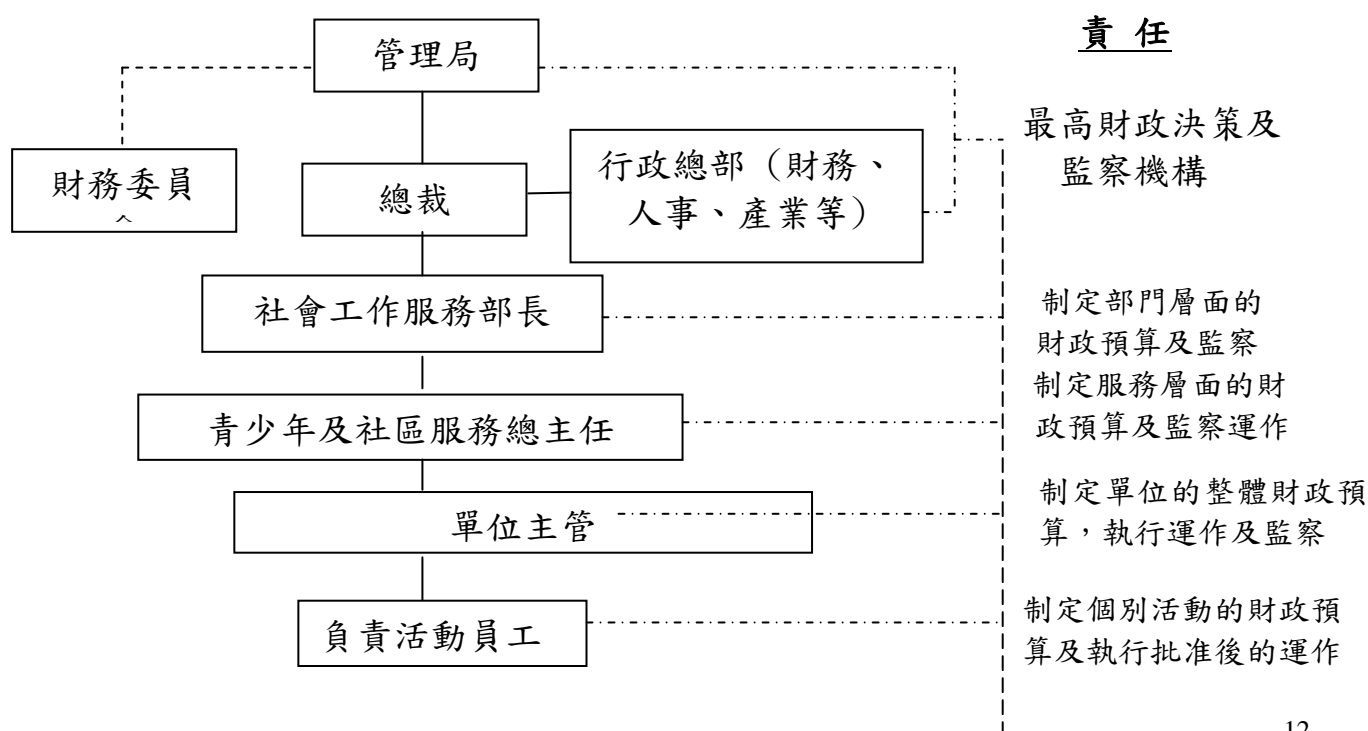 責 任
管理局
最高財政決策及
監察機構
財務委員
總裁
行政總部（財務、
人事、產業等）
社會工作服務部長
制定部門層面的
財政預算及監察
青少年及社區服務總主任
制定服務層面的財
政預算及監察運作
單位主管
制定單位的整體財政預
算，執行運作及監察
負責活動員工
制定個別活動的財政預
算及執行批准後的運作
12